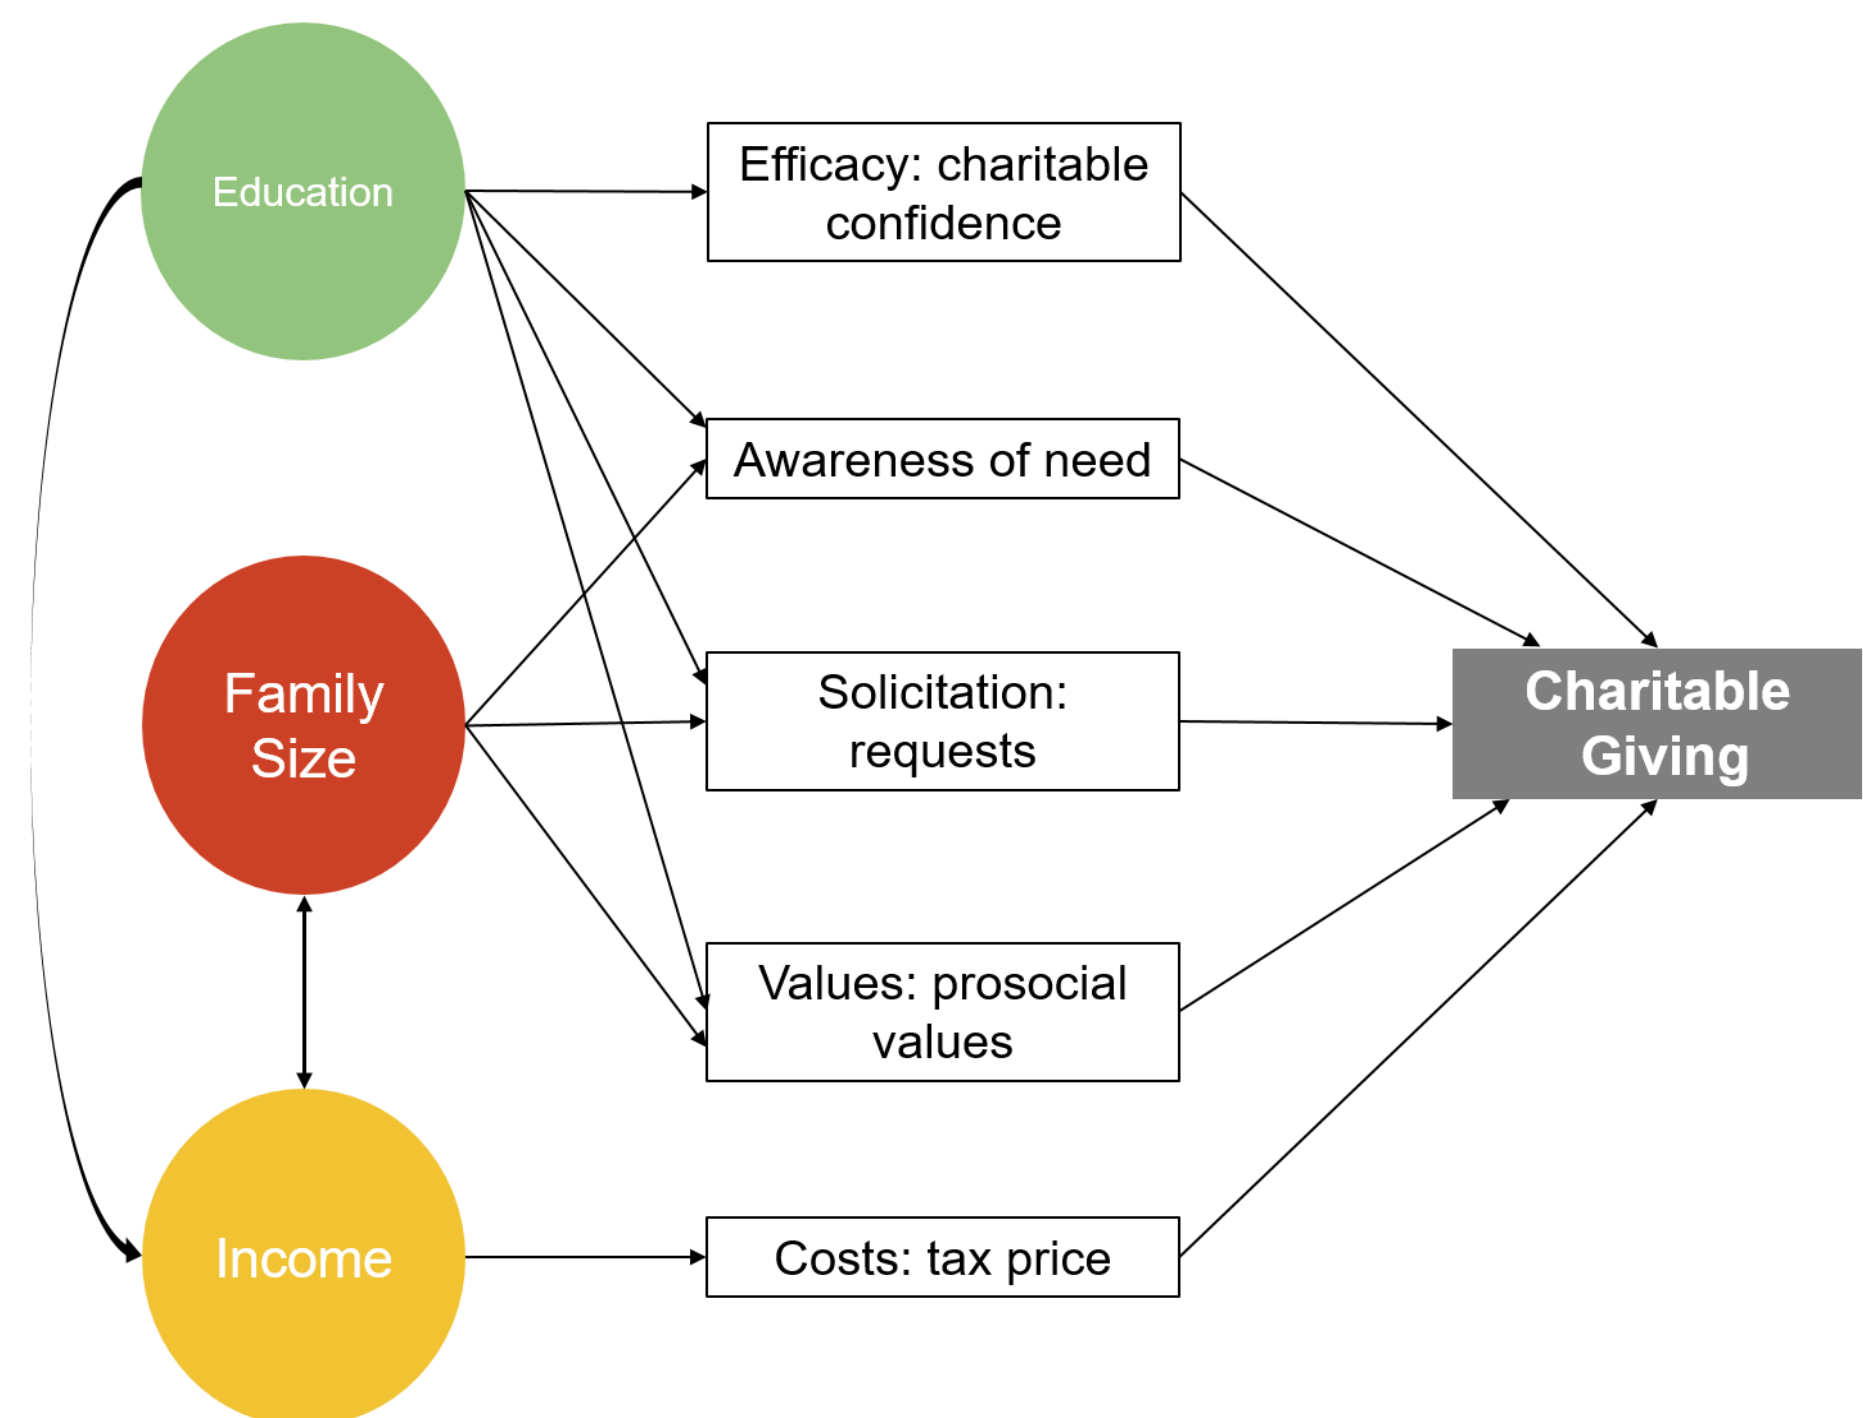 Education
Efficacy: charitable
confidence
Awareness of need
Family
Size
Solicitation:
requests
Charitable
Giving
Values: prosocial
values
Income
Costs: tax price